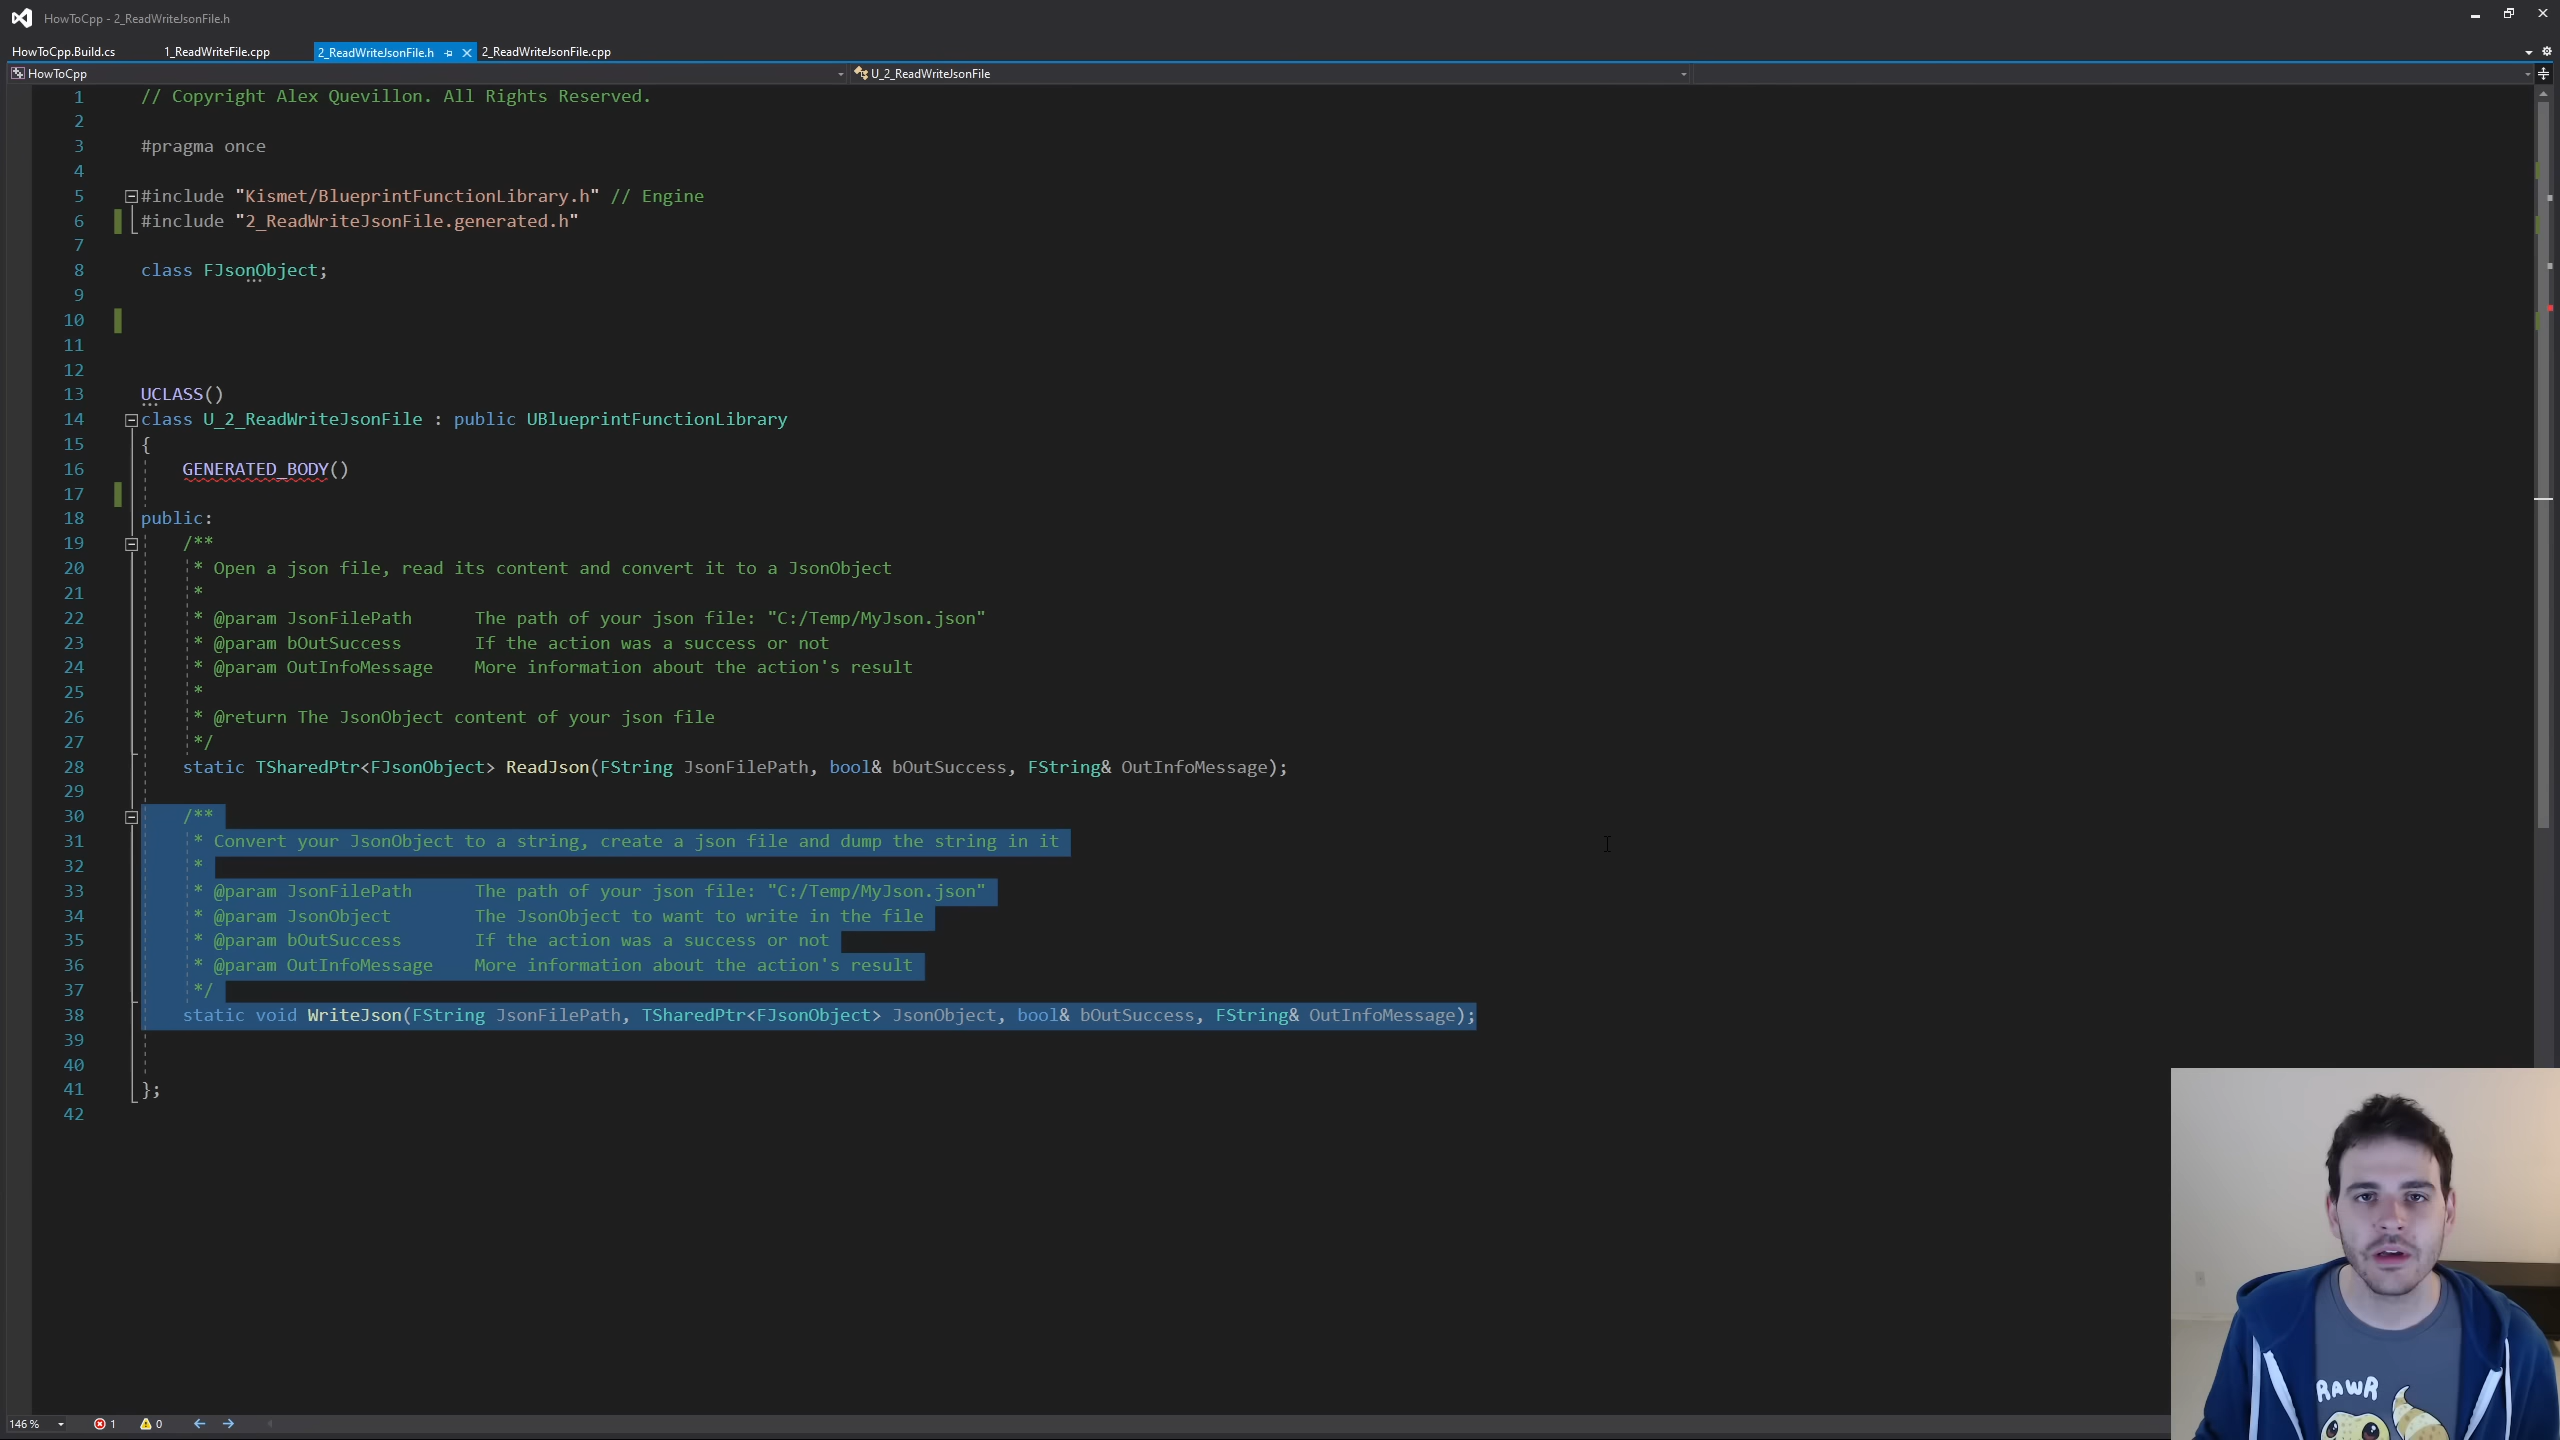 HowToCpp - 2_ReadWriteJsonFile.h
HowToCpp.Build.cs 1_ReadWriteFile.cpp 2_ReadWriteJsonFile.h 2_ReadWriteJsonFile.cpp
HowToCpp U_2_ReadWriteJsonFile
1 // Copyright Alex Quevillon. All Rights Reserved.
2
3 #pragma once
4
5 #include "Kismet/BlueprintFunctionLibrary.h" // Engine
6 #include "2_ReadWriteJsonFile.generated.h"
7
8 class FJsonObject;
9
10
11
12
13 UCLASS()
14 class U_2_ReadWriteJsonFile : public UBlueprintFunctionLibrary
15 {
16 GENERATED_BODY()
17
18 public:
19 /**
20 * Open a json file, read its content and convert it to a JsonObject
21 *
22 * @param JsonFilePath The path of your json file: "C:/Temp/MyJson.json"
23 * @param bOutSuccess If the action was a success or not
24 * @param OutInfoMessage More information about the action's result
25 *
26 * @return The JsonObject content of your json file
27 */
28 static TSharedPtr<FJsonObject> ReadJson(FString JsonFilePath, bool& bOutSuccess, FString& OutInfoMessage);
29
30 /**
31 * Convert your JsonObject to a string, create a json file and dump the string in it
32 *
33 * @param JsonFilePath The path of your json file: "C:/Temp/MyJson.json"
34 * @param JsonObject The JsonObject to want to write in the file
35 * @param bOutSuccess If the action was a success or not
36 * @param OutInfoMessage More information about the action's result
37 */
38 static void WriteJson(FString JsonFilePath, TSharedPtr<FJsonObject> JsonObject, bool& bOutSuccess, FString& OutInfoMessage);
39
40
41 };
42
RAWR
146 % 1 0